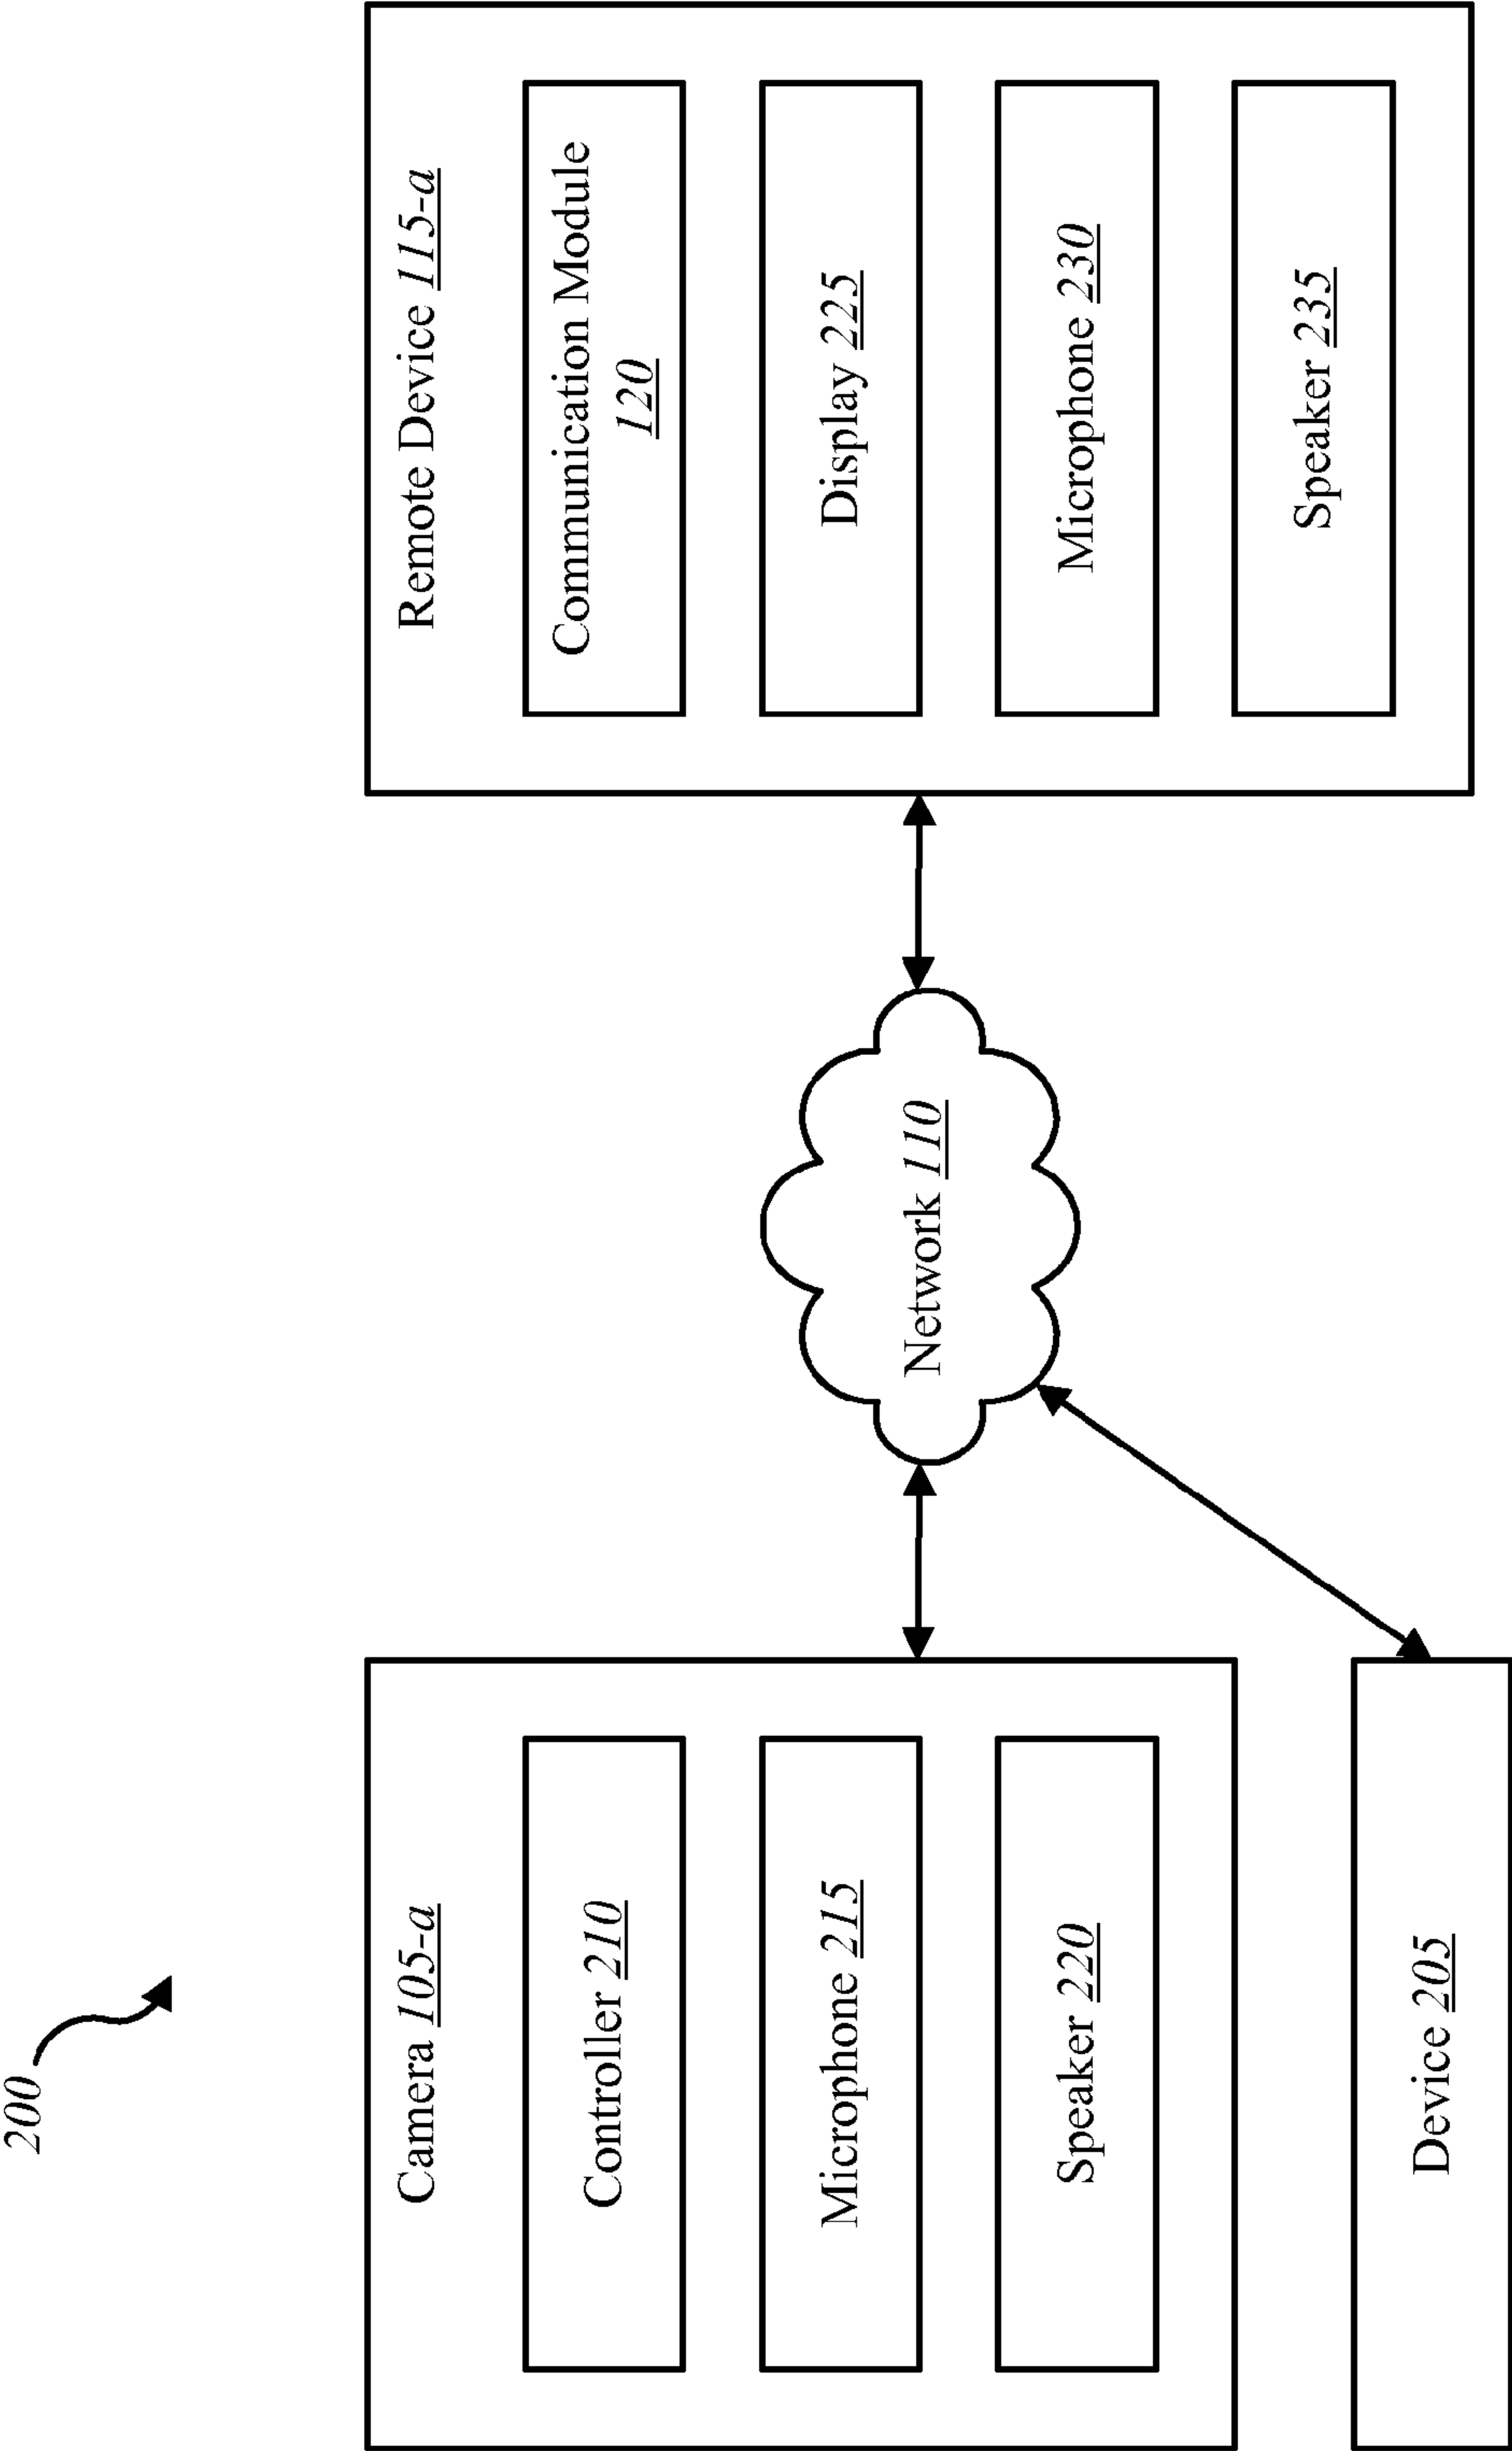 200
Camera 105-a
Controller 210
Microphone 215
Speaker 220
Device 205
Network 110
Remote Device 115-a
Communication Module
120
Display 225
Microphone 230
Speaker 235